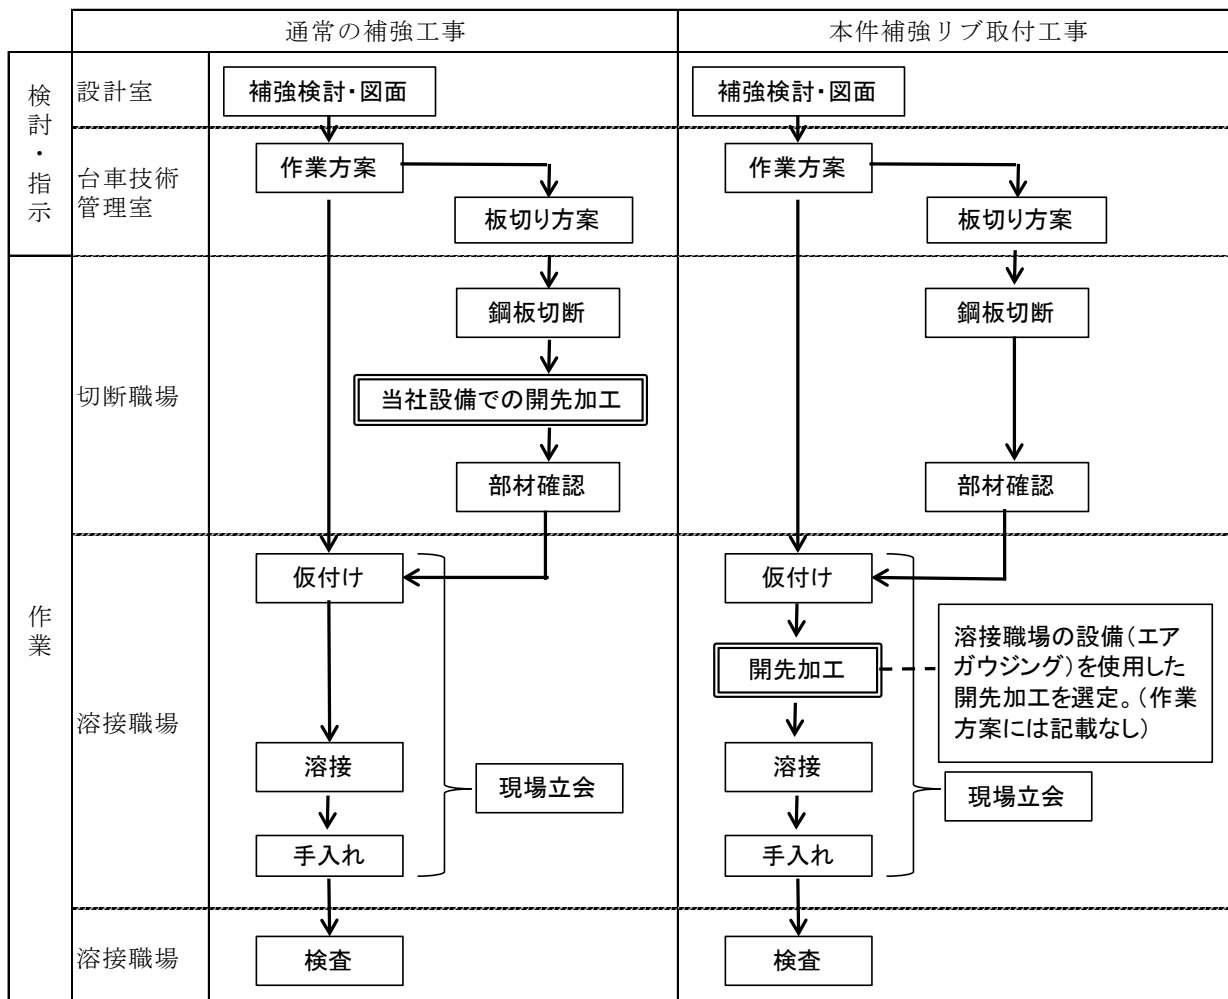 通常の補強工事
本件補強リブ取付工事
検討・指示
設計室
補強検討・図面
補強検討・図面
台車技術
管理室
作業方案
板切り方案
作業方案
板切り方案
作業
切断職場
鋼板切断
当社設備での開先加工
部材確認
鋼板切断
部材確認
溶接職場
仮付け
溶接
手入れ
現場立会
仮付け
開先加工
溶接職場の設備(エア
ガウジング)を使用した
開先加工を選定。(作業
方案には記載なし)
溶接
手入れ
現場立会
溶接職場
検査
検査